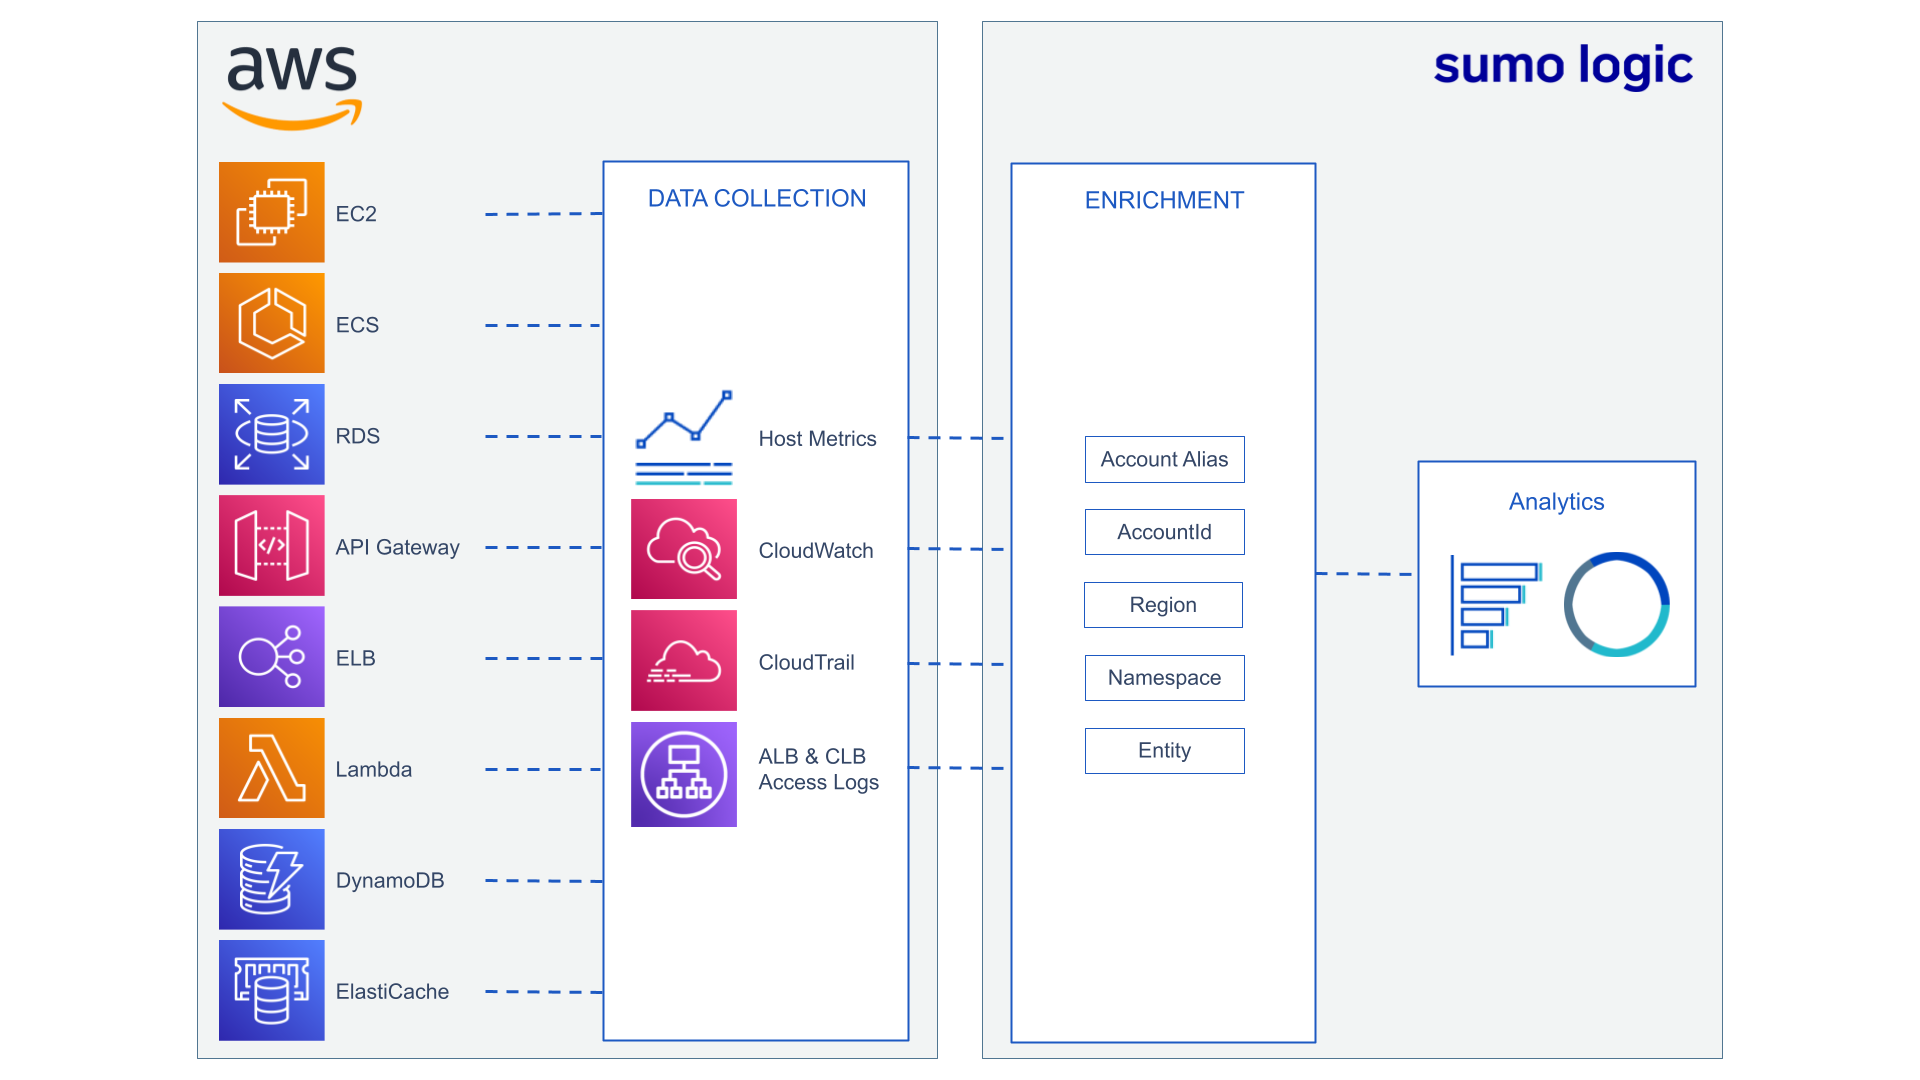 aws
sumo logic
EC2
ECS
RDS
API Gateway
</>
ELB
Lambda
DynamoDB
ElastiCache
DATA COLLECTION
Host Metrics
CloudWatch
CloudTrail
ALB & CLB
Access Logs
ENRICHMENT
Account Alias
AccountId
Region
Namespace
Entity
Analytics